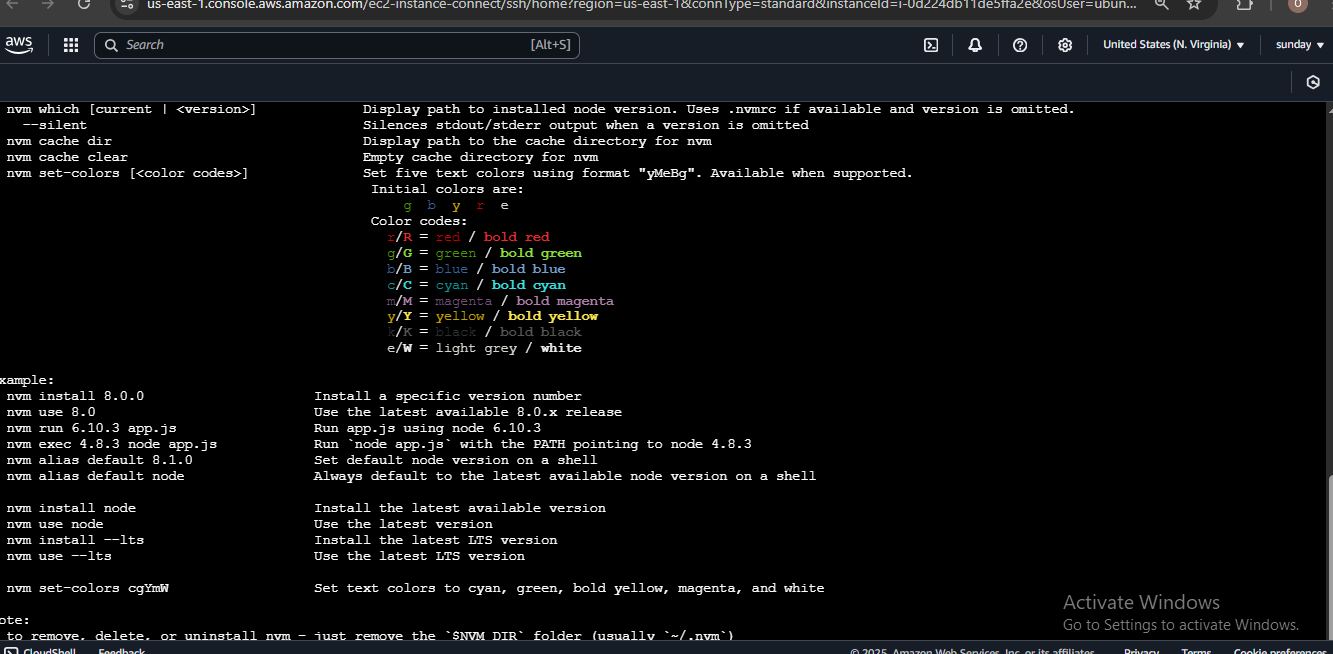 us-east-1.console.aws.amazon.com/ec2-instance-connect/ssh/home?region=us-east-1&connType=standard&instanceId=i-0d224db11de5ffa2e&osUser=ubun...
aws Search [Alt+S] United States (N. Virginia) sunday
nvm which [current | <version>] Display path to installed node version. Uses .nvmrc if available and version is omitted.
--silent Silences stdout/stderr output when a version is omitted
nvm cache dir Display path to the cache directory for nvm
nvm cache clear Empty cache directory for nvm
nvm set-colors [<color codes>] Set five text colors using format "yMeBg". Available when supported.
Initial colors are:
g b y r e
Color codes:
r/R = red / bold red
g/G = green / bold green
b/B = blue / bold blue
c/C = cyan / bold cyan
m/M = magenta / bold magenta
y/Y = yellow / bold yellow
k/K = black / bold black
e/W = light grey / white
xample:
nvm install 8.0.0 Install a specific version number
nvm use 8.0 Use the latest available 8.0.x release
nvm run 6.10.3 app.js Run app.js using node 6.10.3
nvm exec 4.8.3 node app.js Run `node app.js` with the PATH pointing to node 4.8.3
nvm alias default 8.1.0 Set default node version on a shell
nvm alias default node Always default to the latest available node version on a shell
nvm install node Install the latest available version
nvm use node Use the latest version
nvm install --lts Install the latest LTS version
nvm use --lts Use the latest LTS version
nvm set-colors cgYmW Set text colors to cyan, green, bold yellow, magenta, and white
ote:
to remove, delete, or uninstall nvm - just remove the `$NVM_DIR` folder (usually `~/.nvm`)
Activate Windows
Go to Settings to activate Windows.
CloudShell Feedback © 2025, Amazon Web Services, Inc. or its affiliates. Privacy Terms Cookie preferences